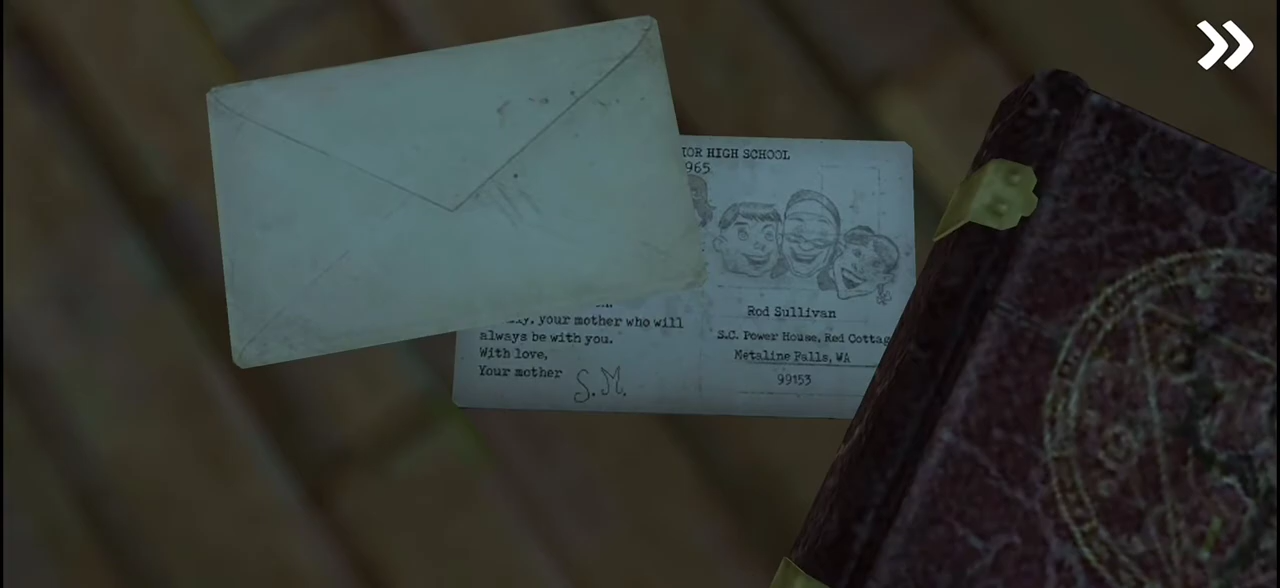 IOR HIGH SCHOOL
965
your mother who will
always be with you.
With love,
Your mother S.M.
Rod Sullivan
S.C. Power House, Red Cottag
Metaline Falls, WA
99153